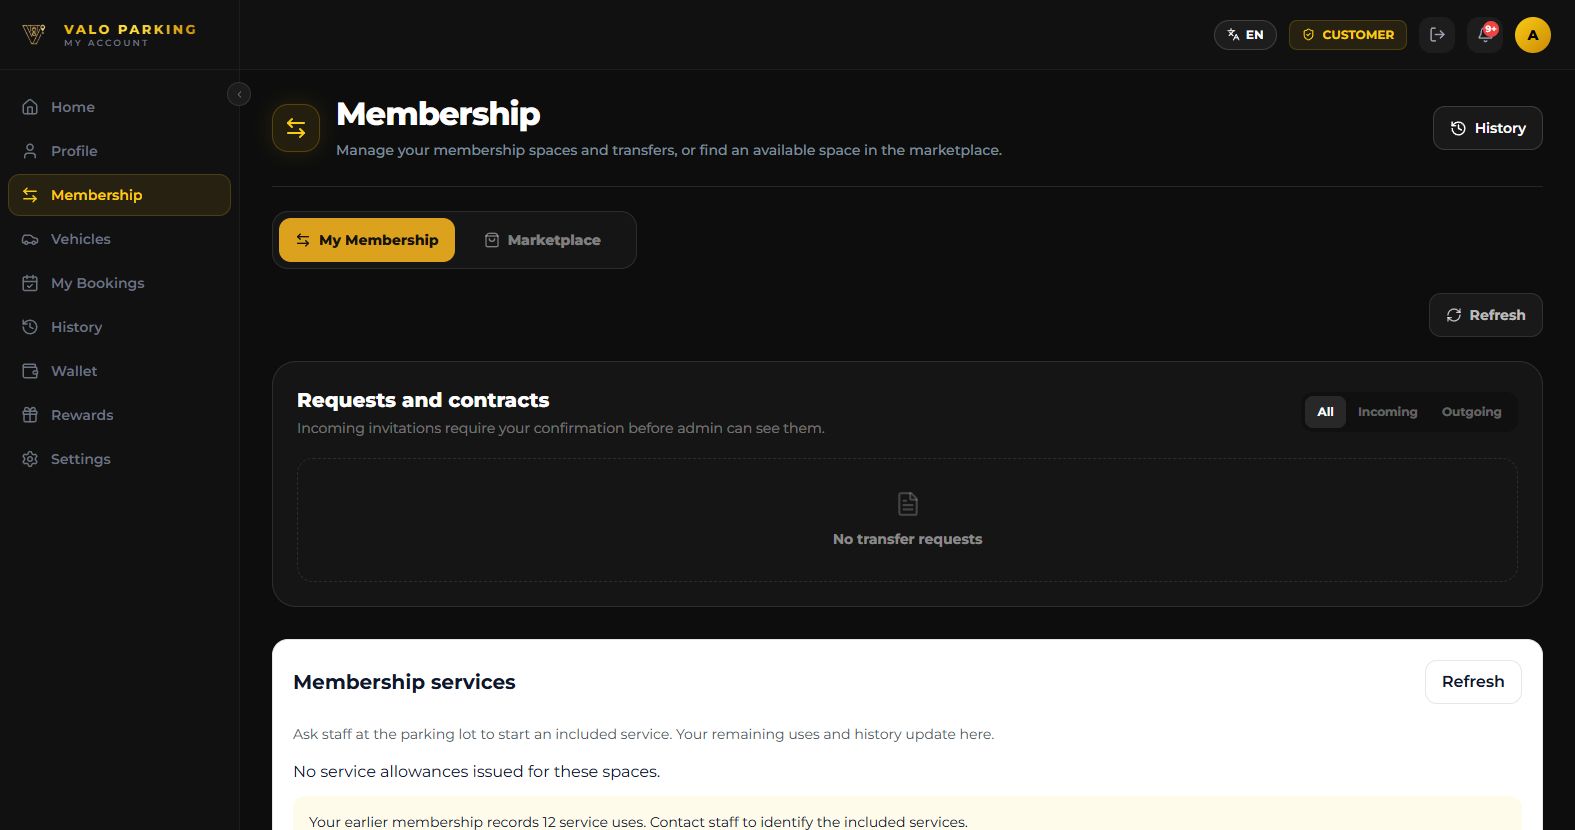 VALO PARKING
MY ACCOUNT
EN
CUSTOMER
9+
A
Home
Profile
Membership
Vehicles
My Bookings
History
Wallet
Rewards
Settings
Membership
Manage your membership spaces and transfers, or find an available space in the marketplace.
History
My Membership
Marketplace
Refresh
Requests and contracts
Incoming invitations require your confirmation before admin can see them.
All
Incoming
Outgoing
No transfer requests
Membership services
Refresh
Ask staff at the parking lot to start an included service. Your remaining uses and history update here.
No service allowances issued for these spaces.
Your earlier membership records 12 service uses. Contact staff to identify the included services.